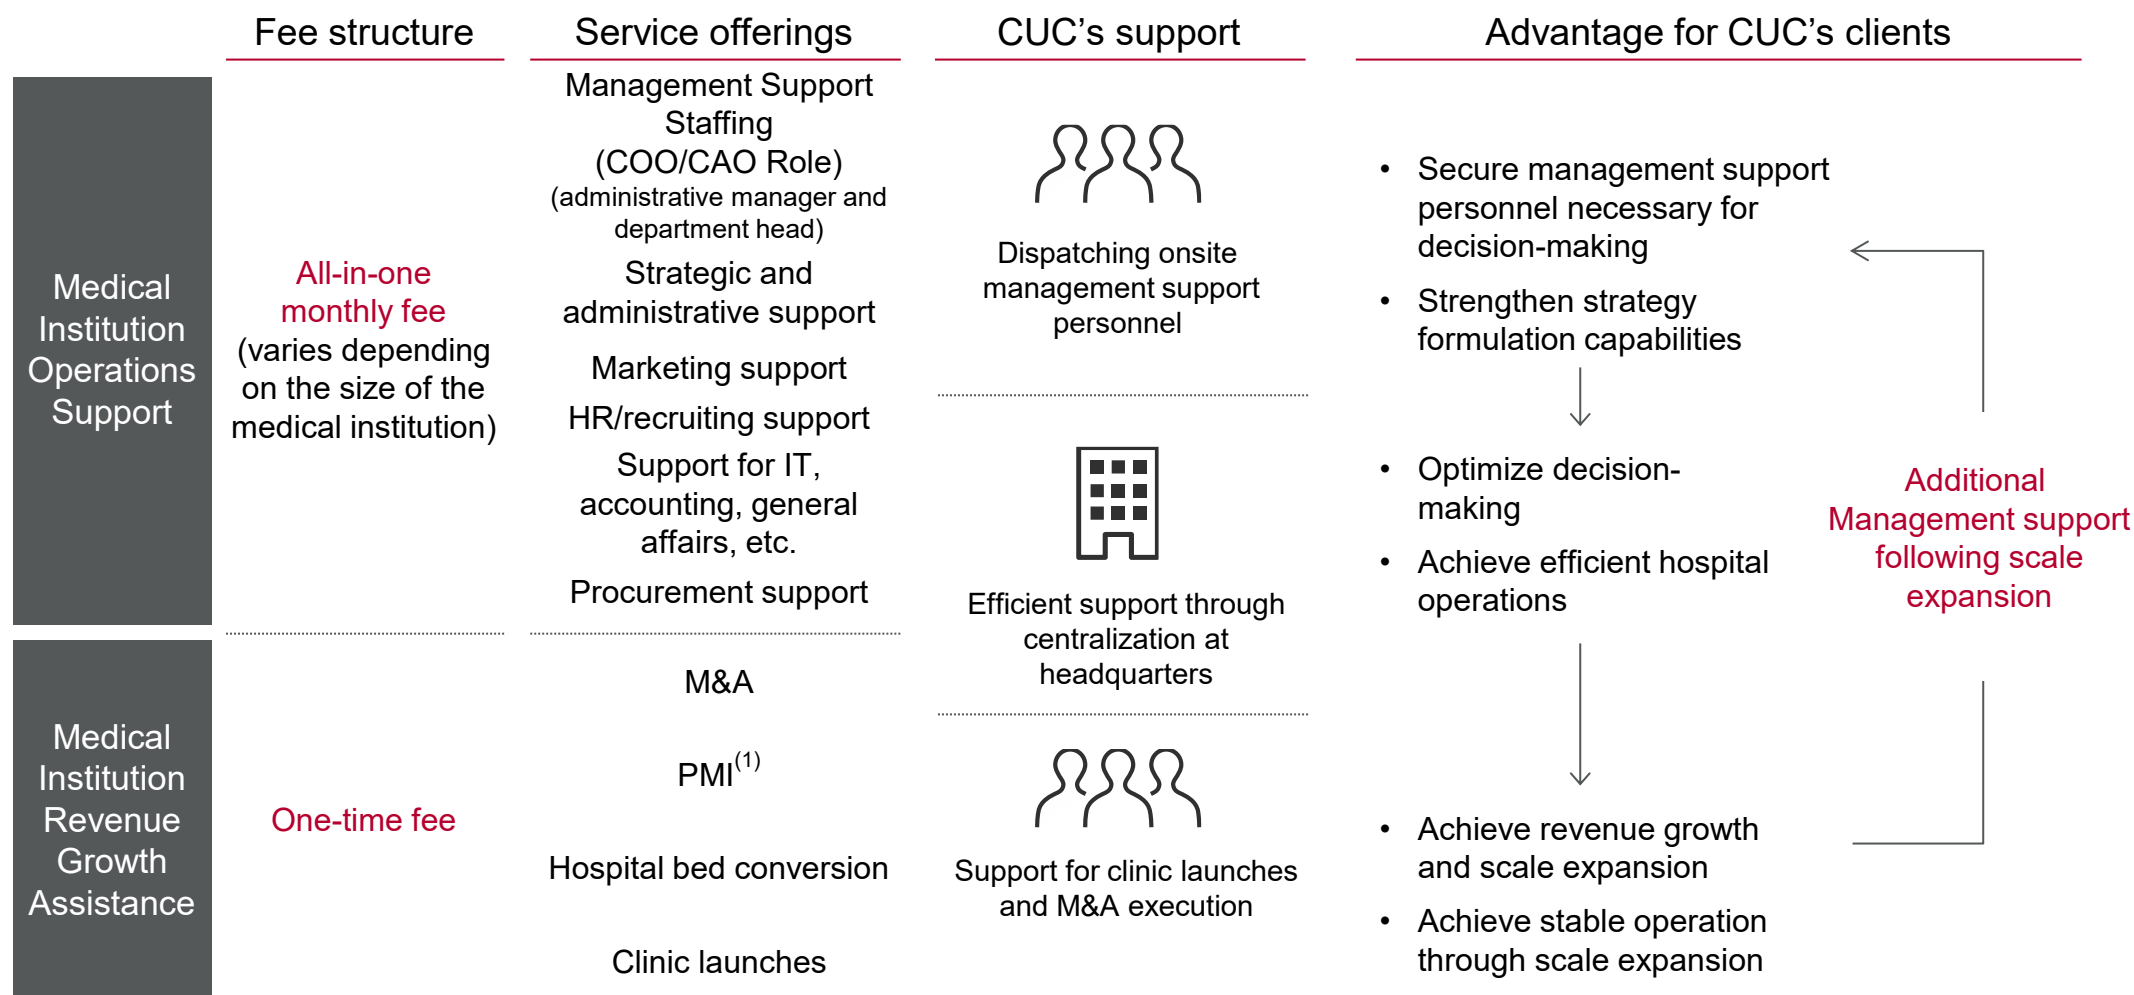 Fee structure
Service offerings
CUC’s support
Advantage for CUC’s clients
Medical
Institution
Operations
Support
All-in-one
monthly fee
(varies depending
on the size of the
medical institution)
Management Support
Staffing
(COO/CAO Role)
(administrative manager and
department head)
Strategic and
administrative support
Marketing support
HR/recruiting support
Support for IT,
accounting, general
affairs, etc.
Procurement support
Dispatching onsite
management support
personnel
Efficient support through
centralization at
headquarters
• Secure management support
personnel necessary for
decision-making
• Strengthen strategy
formulation capabilities
• Optimize decision-
making
• Achieve efficient hospital
operations
Additional
Management support
following scale
expansion
Medical
Institution
Revenue
Growth
Assistance
One-time fee
M&A
PMI(1)
Hospital bed conversion
Clinic launches
Support for clinic launches
and M&A execution
• Achieve revenue growth
and scale expansion
• Achieve stable operation
through scale expansion